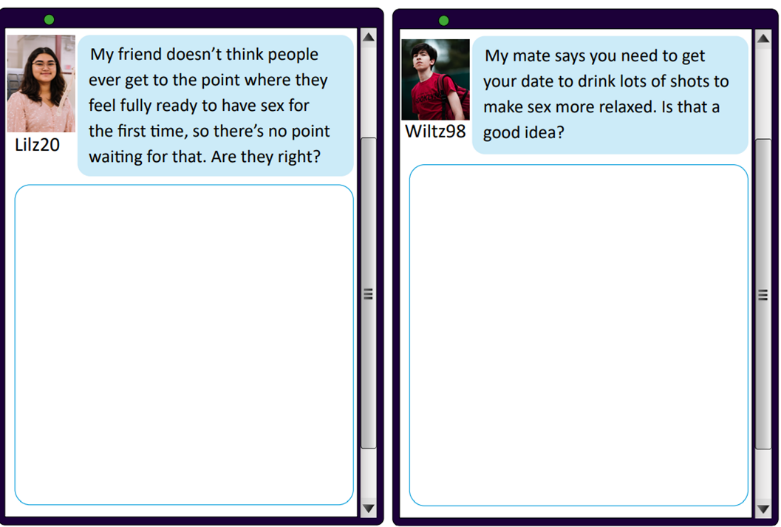 My friend doesn’t think people
ever get to the point where they
feel fully ready to have sex for
the first time, so there’s no point
waiting for that. Are they right?
Lilz20
My mate says you need to get
your date to drink lots of shots to
make sex more relaxed. Is that a
good idea?
Wiltz98